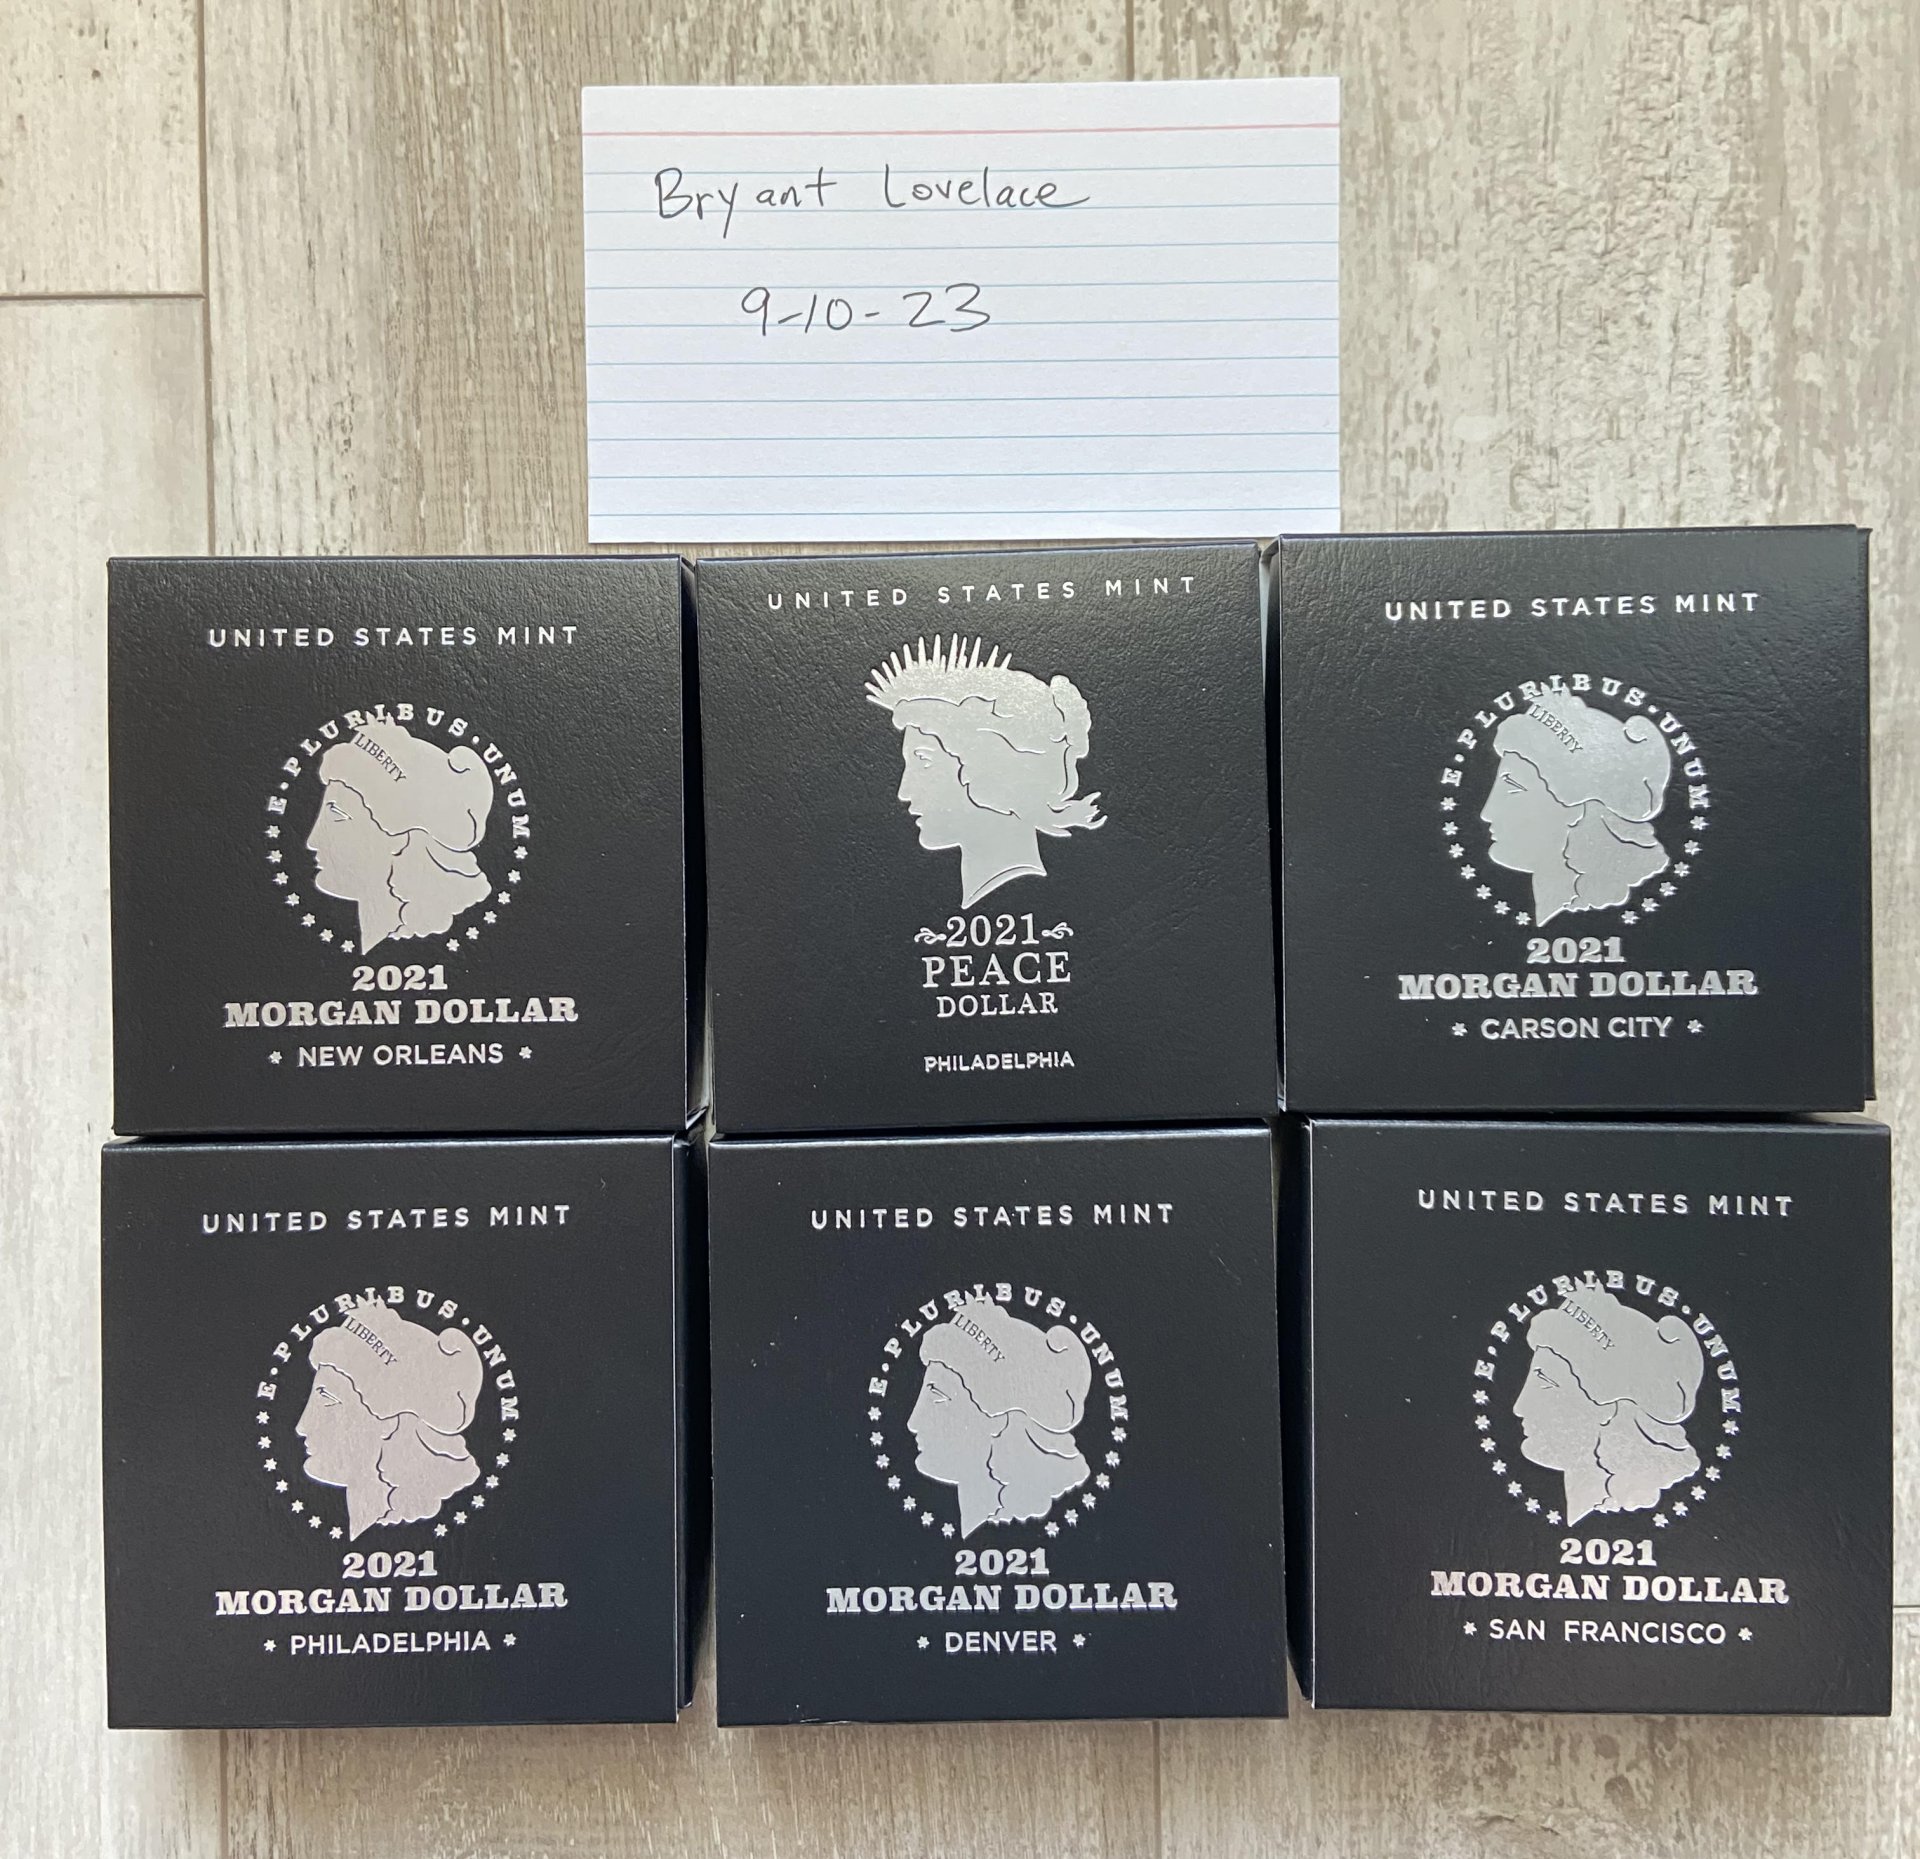 Bryant Lovelace
9-10-23
UNITED STATES MINT
E·PLURIBUS·UNUM
LIBERTY
2021
MORGAN DOLLAR
* NEW ORLEANS *
UNITED STATES MINT
2021
PEACE
DOLLAR
PHILADELPHIA
UNITED STATES MINT
E·PLURIBUS·UNUM
LIBERTY
2021
MORGAN DOLLAR
* CARSON CITY *
UNITED STATES MINT
E·PLURIBUS·UNUM
LIBERTY
2021
MORGAN DOLLAR
* PHILADELPHIA *
UNITED STATES MINT
E·PLURIBUS·UNUM
LIBERTY
2021
MORGAN DOLLAR
* DENVER *
UNITED STATES MINT
E·PLURIBUS·UNUM
LIBERTY
2021
MORGAN DOLLAR
* SAN FRANCISCO *